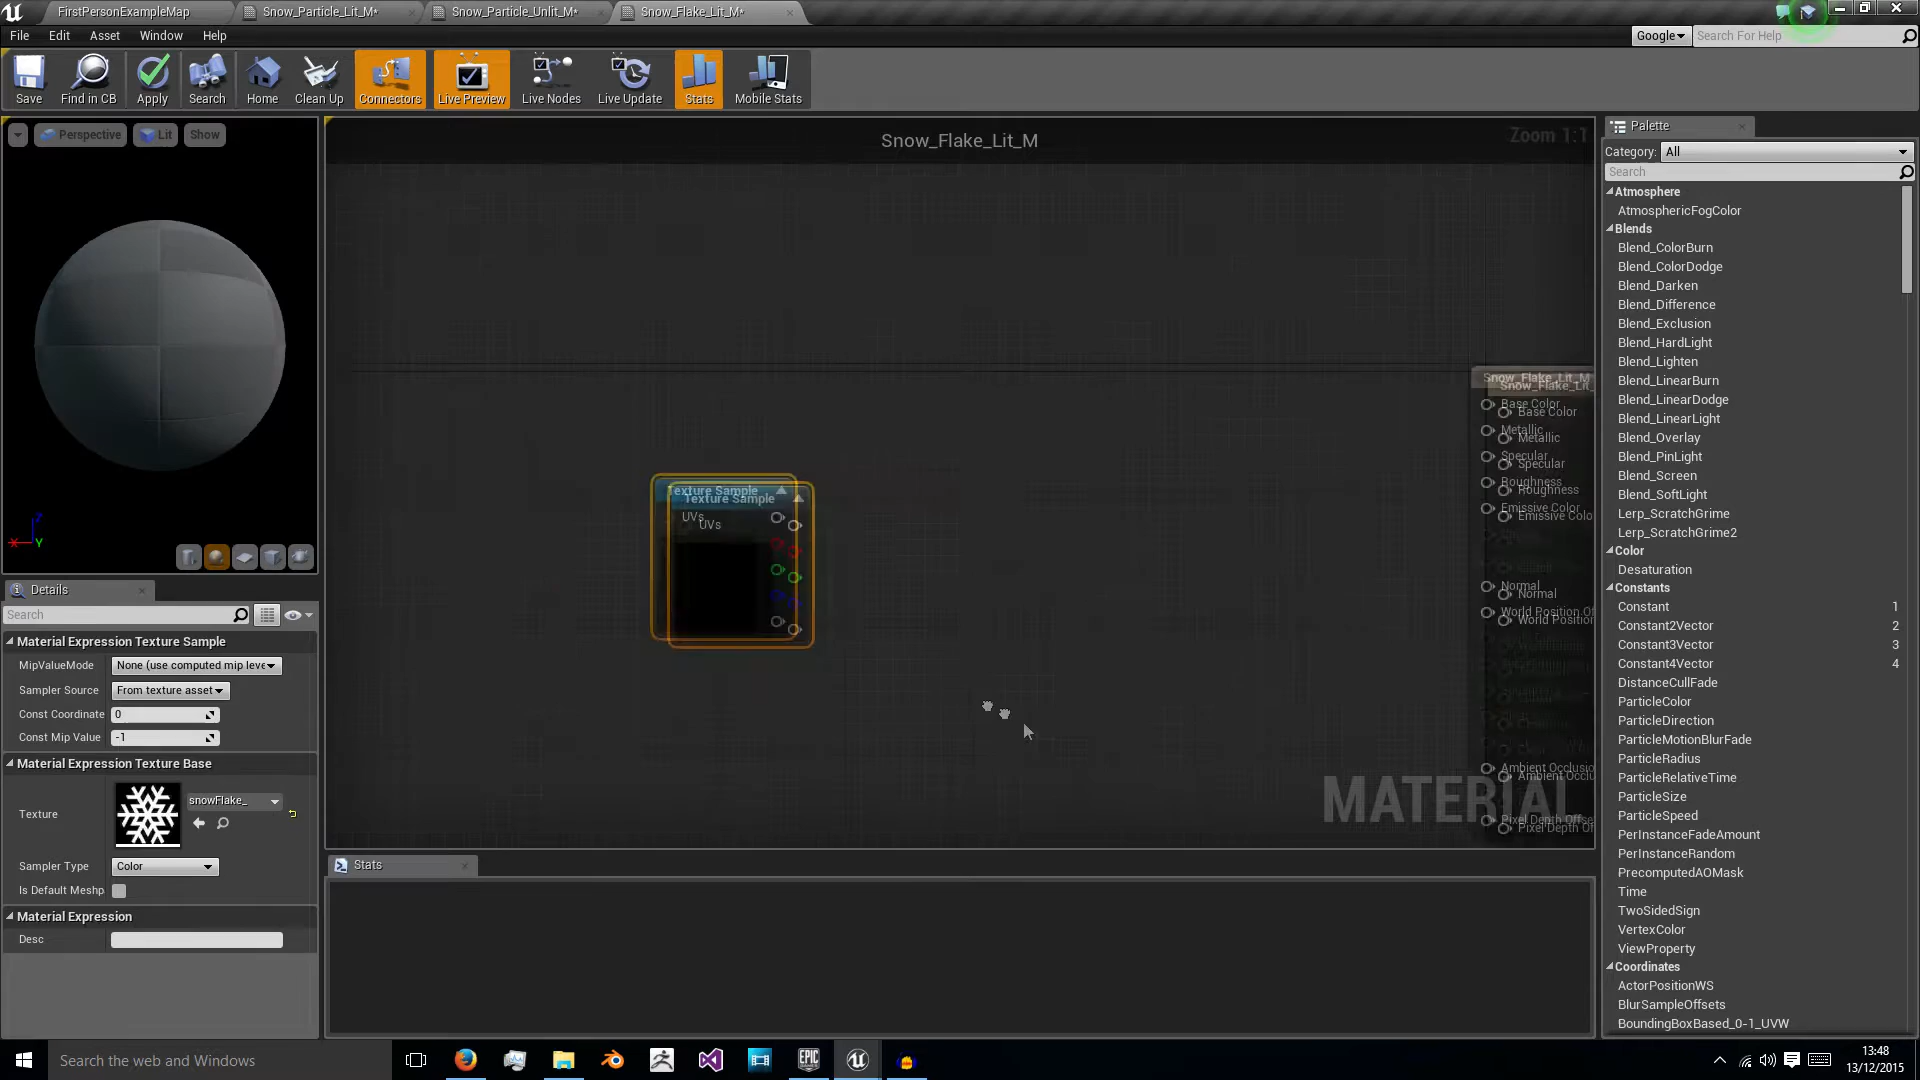 FirstPersonExampleMap
Snow_Particle_Lit_M*
Snow_Particle_Unlit_M*
Snow_Flake_Lit_M*
File
Edit
Asset
Window
Help
Google
Search For Help
Save
Find in CB
Apply
Search
Home
Clean Up
Connectors
Live Preview
Live Nodes
Live Update
Stats
Mobile Stats
Perspective
Lit
Show
Snow_Flake_Lit_M
Zoom 1:1
Palette
Category:
All
Search
Atmosphere
AtmosphericFogColor
Blends
Blend_ColorBurn
Blend_ColorDodge
Blend_Darken
Blend_Difference
Blend_Exclusion
Blend_HardLight
Blend_Lighten
Blend_LinearBurn
Blend_LinearDodge
Blend_LinearLight
Blend_Overlay
Blend_PinLight
Blend_Screen
Blend_SoftLight
Lerp_ScratchGrime
Lerp_ScratchGrime2
Color
Desaturation
Constants
Constant 1
Constant2Vector 2
Constant3Vector 3
Constant4Vector 4
DistanceCullFade
ParticleColor
ParticleDirection
ParticleMotionBlurFade
ParticleRadius
ParticleRelativeTime
ParticleSize
ParticleSpeed
PerInstanceFadeAmount
PerInstanceRandom
PrecomputedAOMask
Time
TwoSidedSign
VertexColor
ViewProperty
Coordinates
ActorPositionWS
BlurSampleOffsets
BoundingBoxBased_0-1_UVW
Texture Sample
Texture Sample
UVs
UVs
Snow_Flake_Lit_M
Snow_Flake_Lit_
Base Color
Base Color
Metallic
Metallic
Specular
Specular
Roughness
Roughness
Emissive Color
Emissive Colo
Normal
Normal
World Position Of
World Position
Ambient Occlusio
Ambient Occlu
Pixel Depth Offse
Pixel Depth Of
MATERIAL
X
Y
Z
Details
Search
Material Expression Texture Sample
MipValueMode
None (use computed mip leve
Sampler Source
From texture asset
Const Coordinate
0
Const Mip Value
-1
Material Expression Texture Base
Texture
snowFlake_
Sampler Type
Color
Is Default Meshp
Material Expression
Desc
Stats
Search the web and Windows
EPIC
13:48
13/12/2015